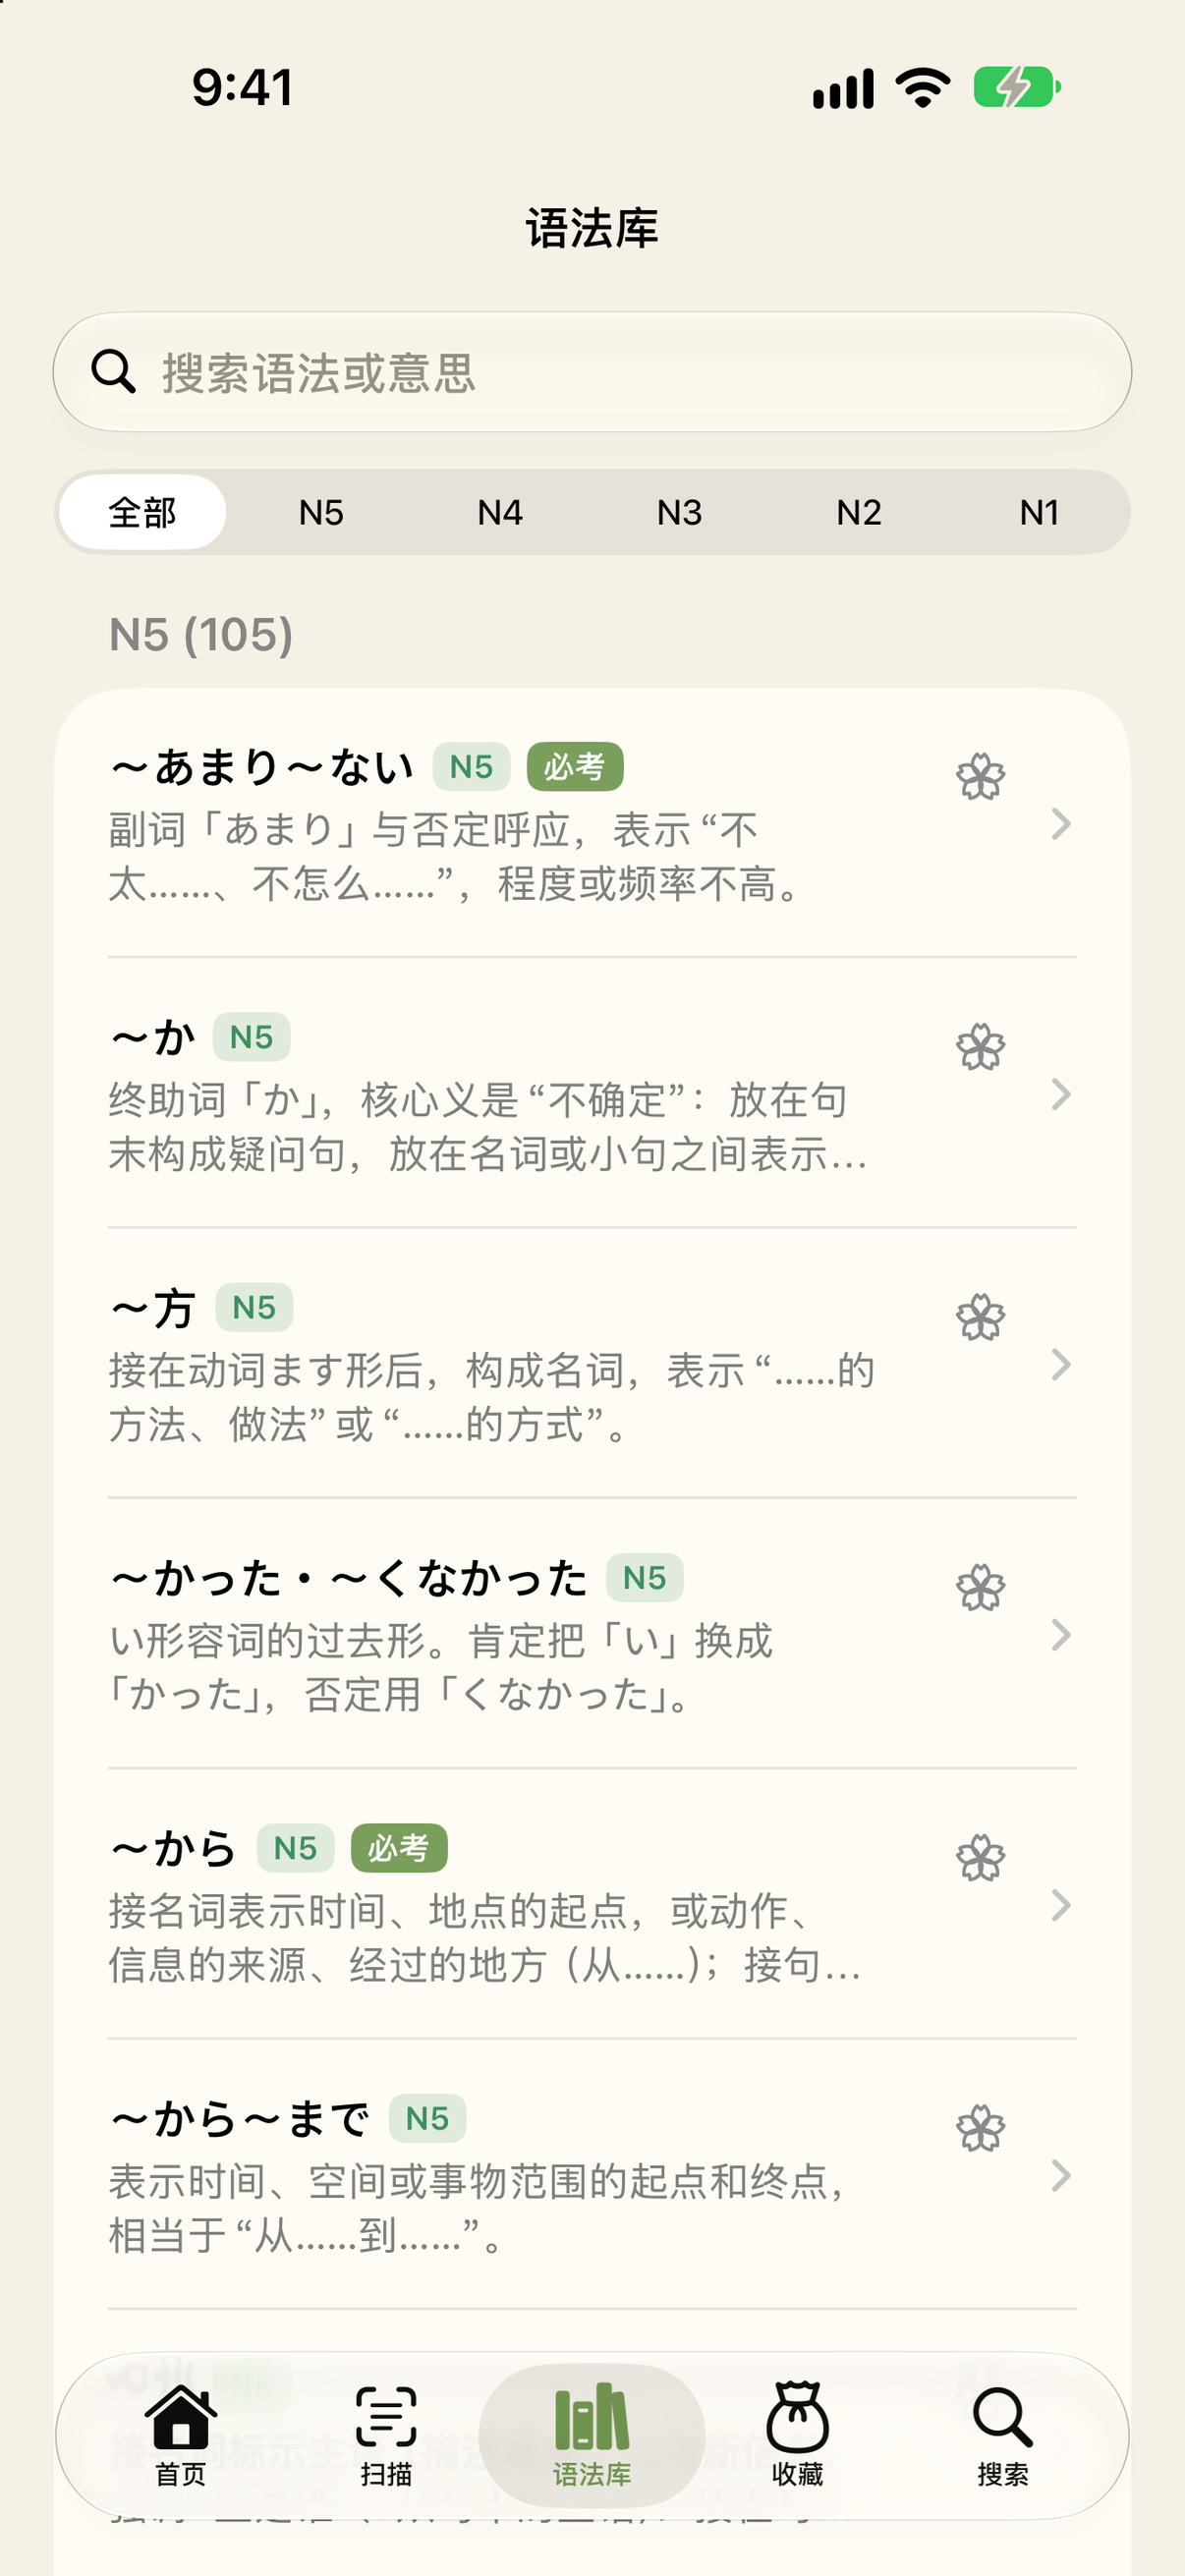 9:41
语法库
搜索语法或意思
全部 N5 N4 N3 N2 N1
N5 (105)
～あまり～ない N5 必考
副词「あまり」与否定呼应，表示“不
太……、不怎么……”，程度或频率不高。
～か N5
终助词「か」，核心义是“不确定”：放在句
末构成疑问句，放在名词或小句之间表示…
～方 N5
接在动词ます形后，构成名词，表示“……的
方法、做法”或“……的方式”。
～かった・～くなかった N5
い形容词的过去形。肯定把「い」换成
「かった」，否定用「くなかった」。
～から N5 必考
接名词表示时间、地点的起点，或动作、
信息的来源、经过的地方（从……）；接句…
～から～まで N5
表示时间、空间或事物范围的起点和终点，
相当于“从……到……”。
首页 扫描 语法库 收藏 搜索